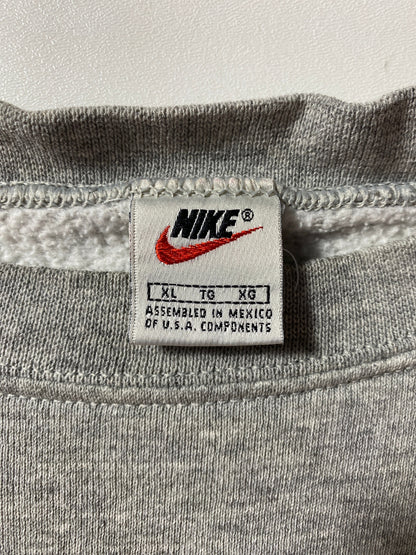 NIKE®
XL TG XG
ASSEMBLED IN MEXICO
OF U.S.A. COMPONENTS